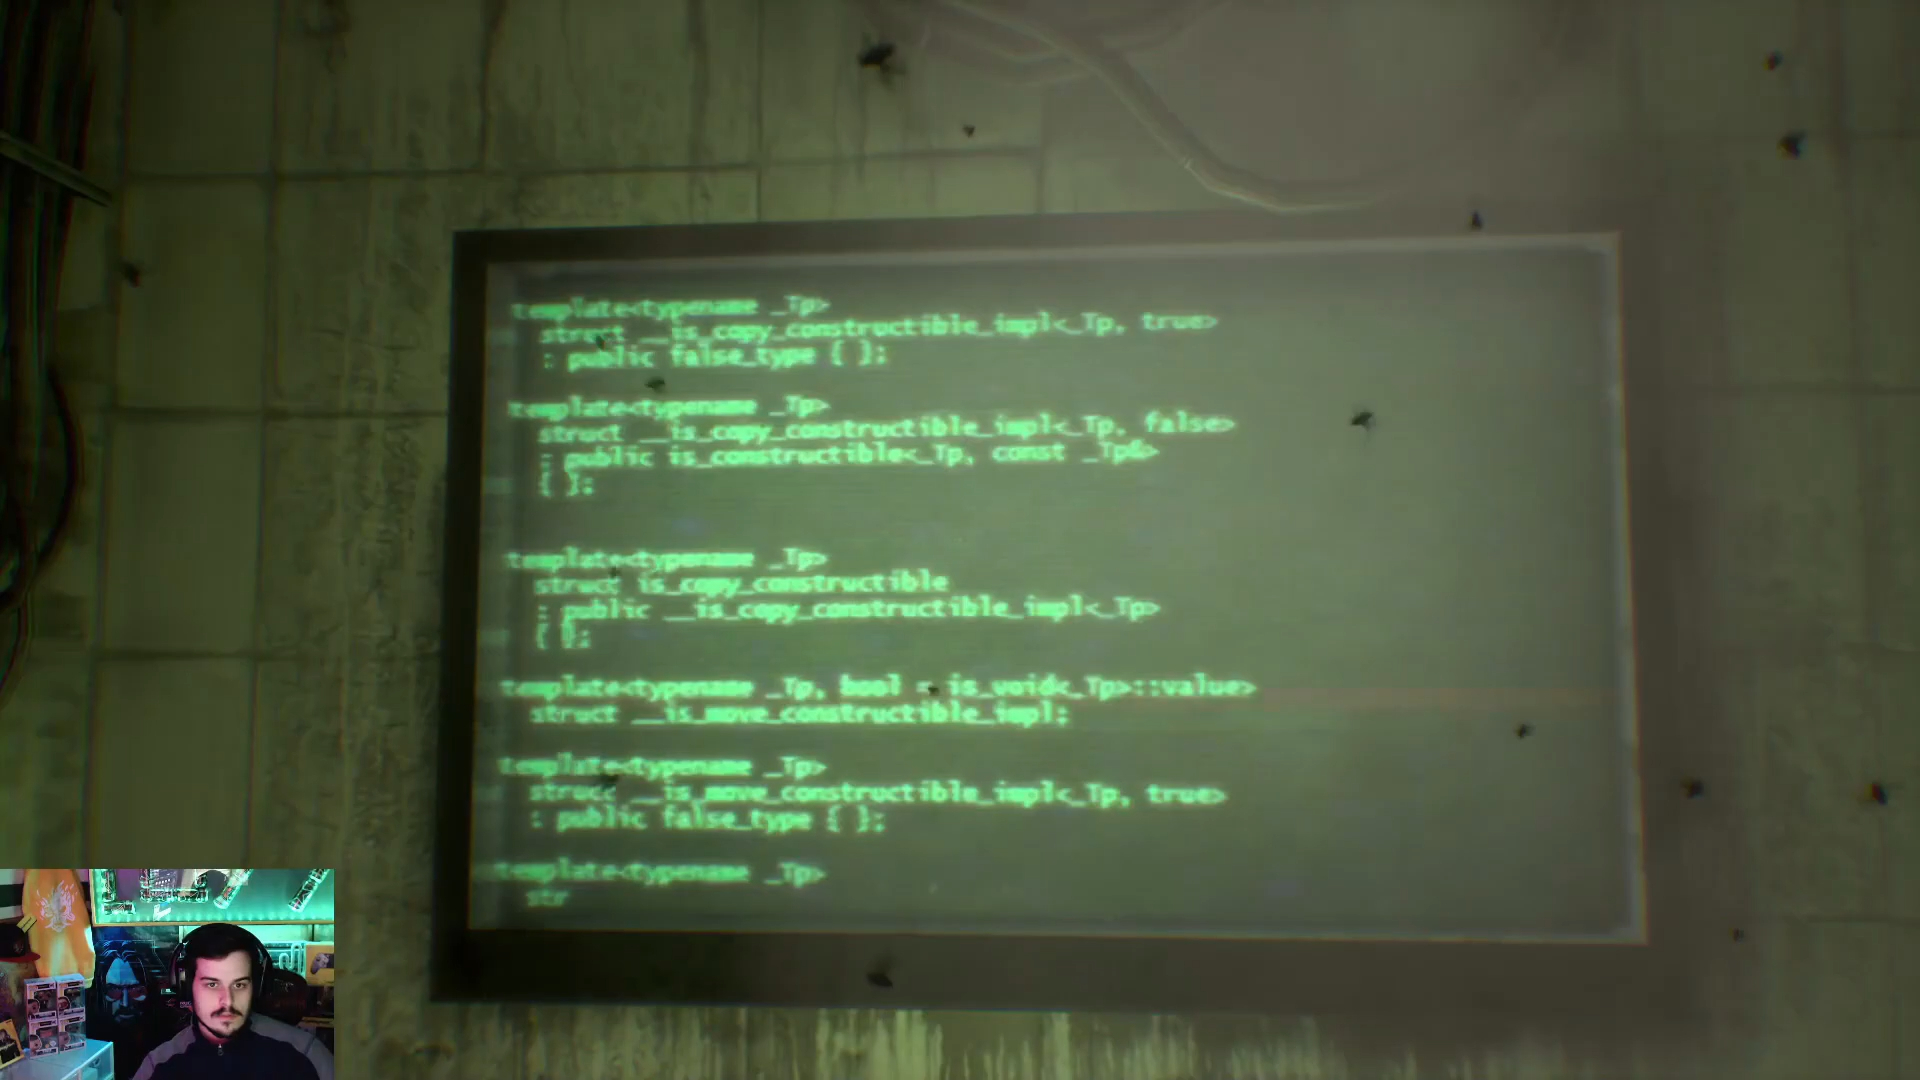 template<typename _Tp>
struct __is_copy_constructible_impl<_Tp, true>
: public false_type { };
template<typename _Tp>
struct __is_copy_constructible_impl<_Tp, false>
: public is_constructible<_Tp, const _Tp&>
{ };
template<typename _Tp>
struct is_copy_constructible
: public __is_copy_constructible_impl<_Tp>
{ };
template<typename _Tp, bool = is_void<_Tp>::value>
struct __is_move_constructible_impl;
template<typename _Tp>
struct __is_move_constructible_impl<_Tp, true>
: public false_type { };
template<typename _Tp>
str